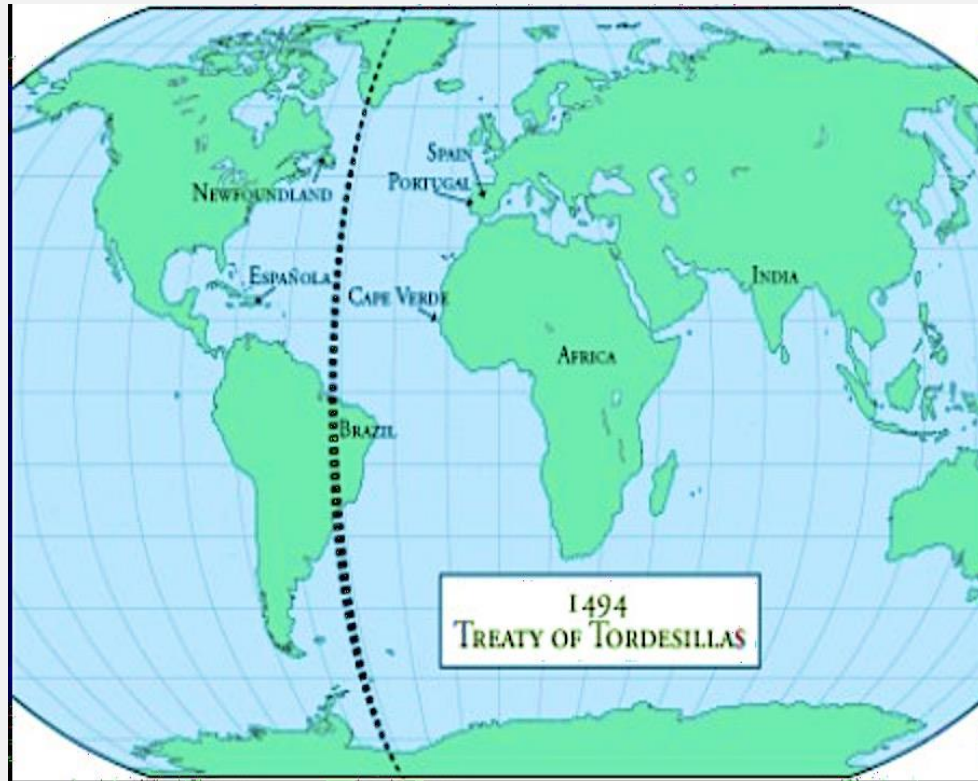 SPAIN
PORTUGAL
NEWFOUNDLAND
ESPAÑOLA
CAPE VERDE
INDIA
AFRICA
BRAZIL
1494
TREATY OF TORDESILLAS